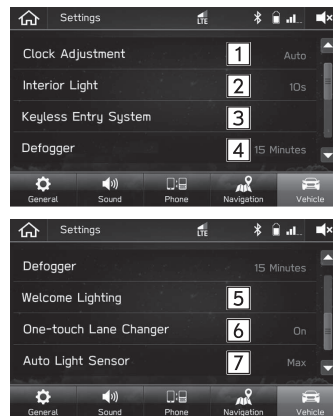 Settings LTE
Clock Adjustment 1 Auto
Interior Light 2 10s
Keyless Entry System 3
Defogger 4 15 Minutes
General Sound Phone Navigation Vehicle
Settings LTE
Defogger 15 Minutes
Welcome Lighting 5
One-touch Lane Changer 6 On
Auto Light Sensor 7 Max
General Sound Phone Navigation Vehicle